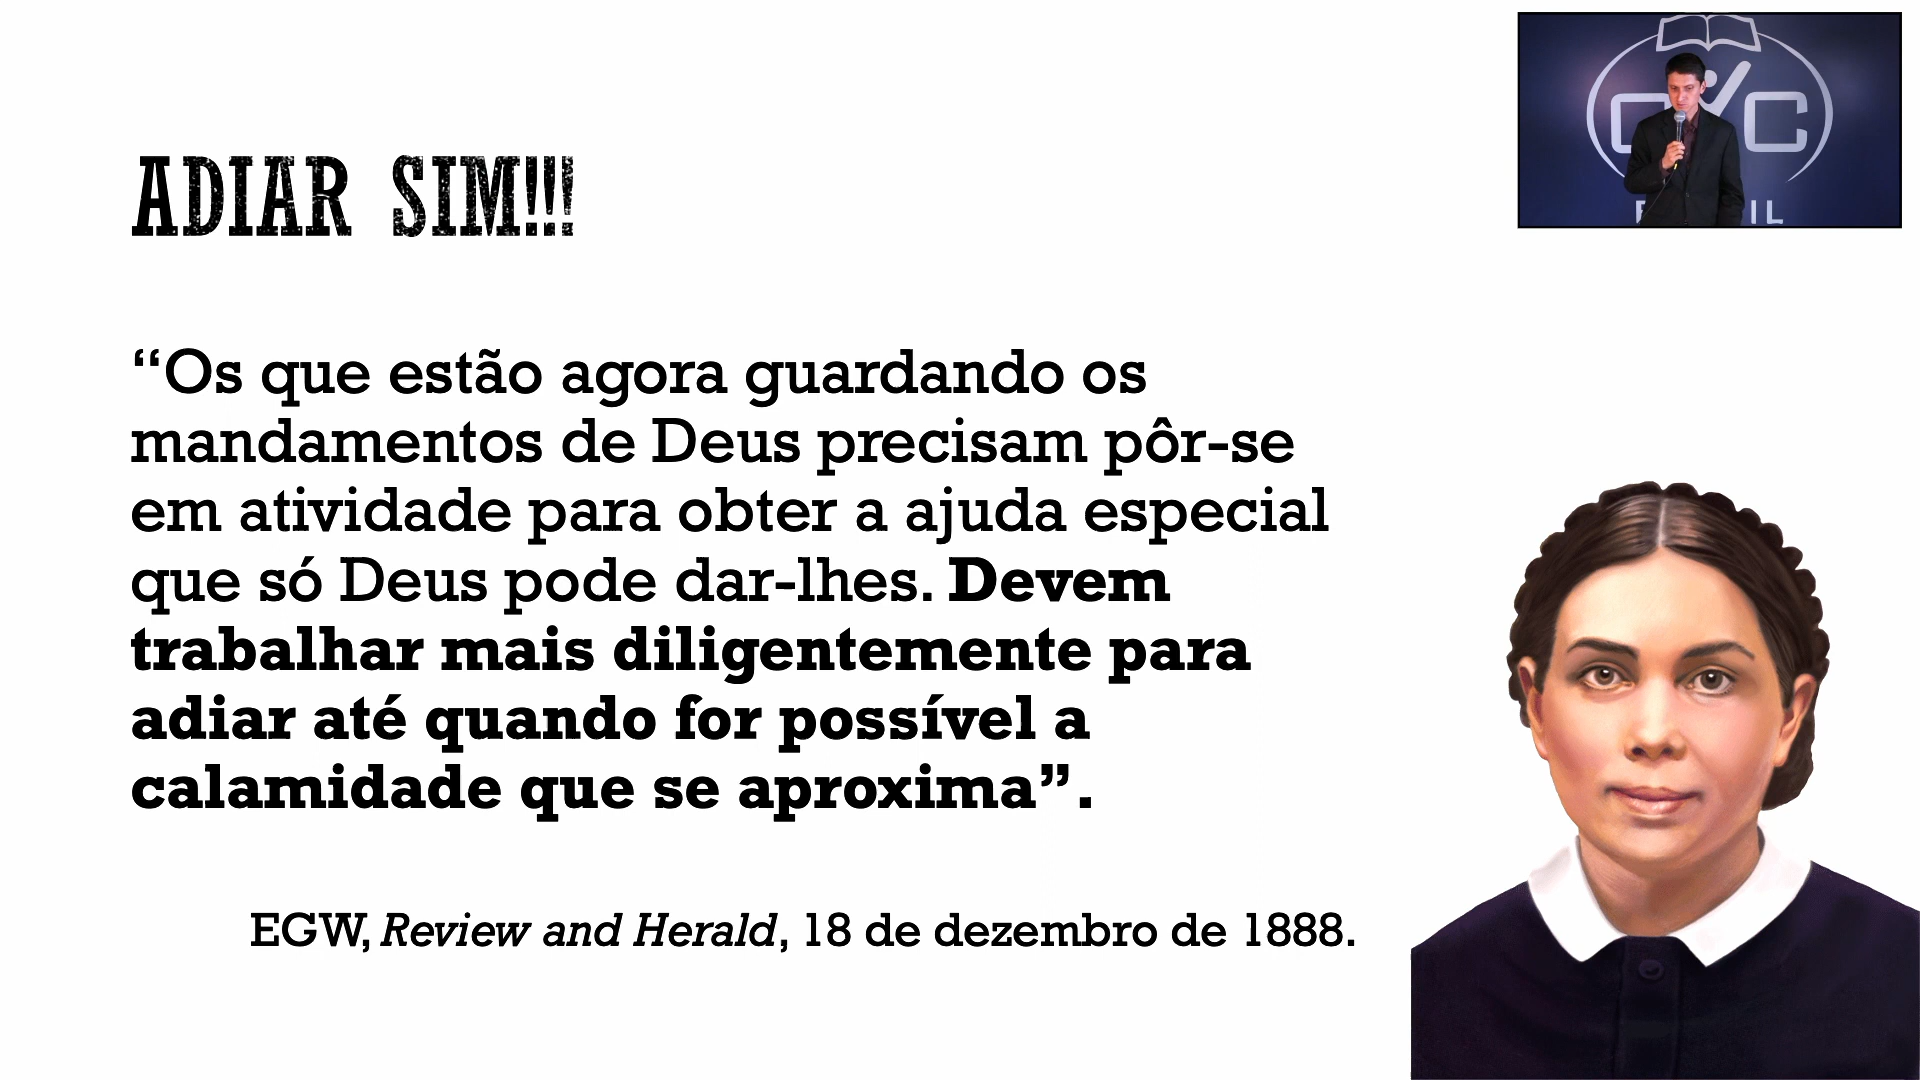 ADIAR SIM!!!
“Os que estão agora guardando os
mandamentos de Deus precisam pôr-se
em atividade para obter a ajuda especial
que só Deus pode dar-lhes. Devem
trabalhar mais diligentemente para
adiar até quando for possível a
calamidade que se aproxima”.
EGW, Review and Herald, 18 de dezembro de 1888.